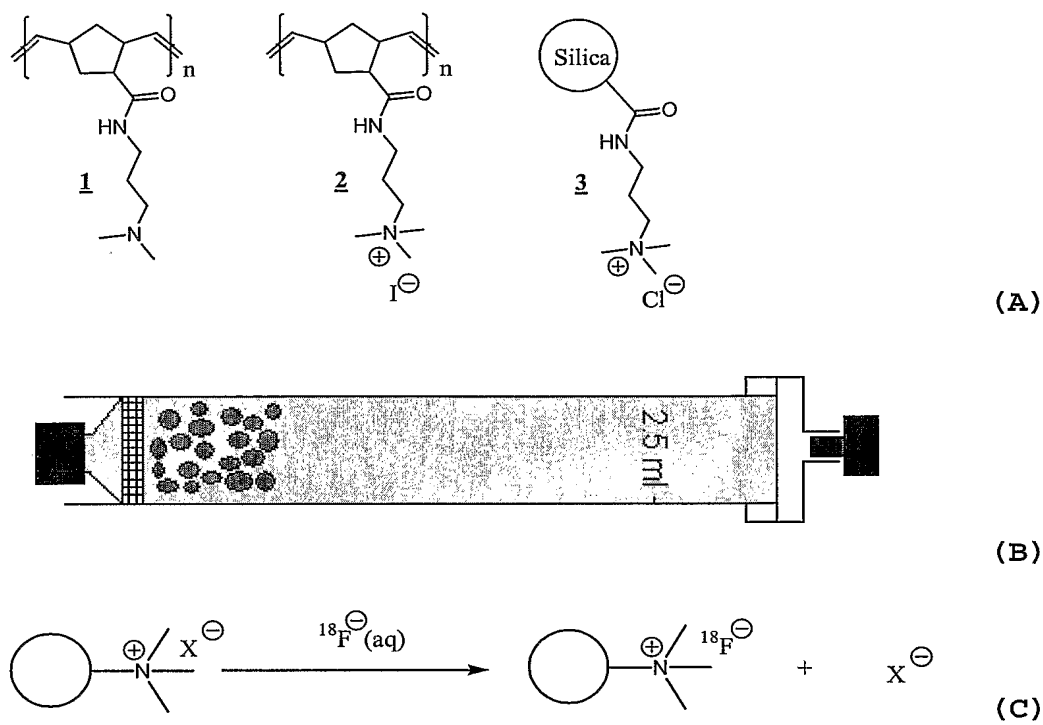 n
n
Silica
O
O
O
HN
HN
HN
1
2
3
N
N
N
⊕
⊕
⊕
I⊖
Cl⊖
(A)
2.5 ml
(B)
⊕
N
X⊖
18F⊖(aq)
⊕
N
18F⊖
+
X⊖
(C)